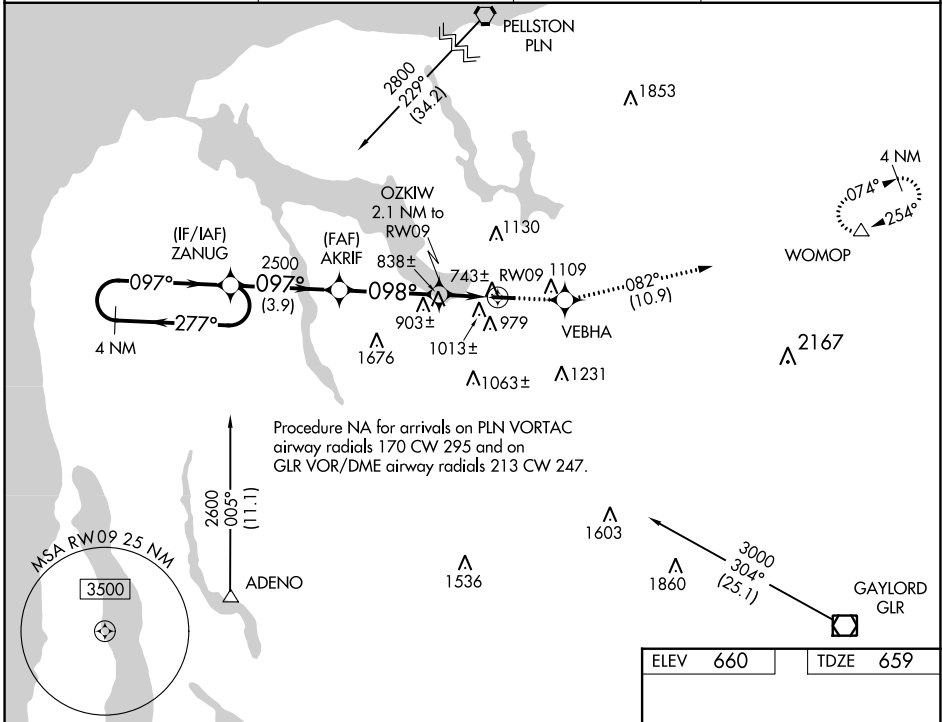 PELLSTON
PLN
2800
229°
(34.2)
1853
4 NM
074°
254°
WOMOP
OZKIW
2.1 NM to
RW09
1130
(IF/IAF)
ZANUG
(FAF)
AKRIF
838±
743±
RW09
1109
2500
097°
097°
(3.9)
098°
082°
(10.9)
277°
4 NM
903±
979
VEBHA
1676
1013±
2167
1063±
1231
Procedure NA for arrivals on PLN VORTAC
airway radials 170 CW 295 and on
GLR VOR/DME airway radials 213 CW 247.
2600
005°
(11.1)
1603
3000
304°
(25.1)
MSA RW09 25 NM
3500
ADENO
1536
1860
GAYLORD
GLR
ELEV 660
TDZE 659